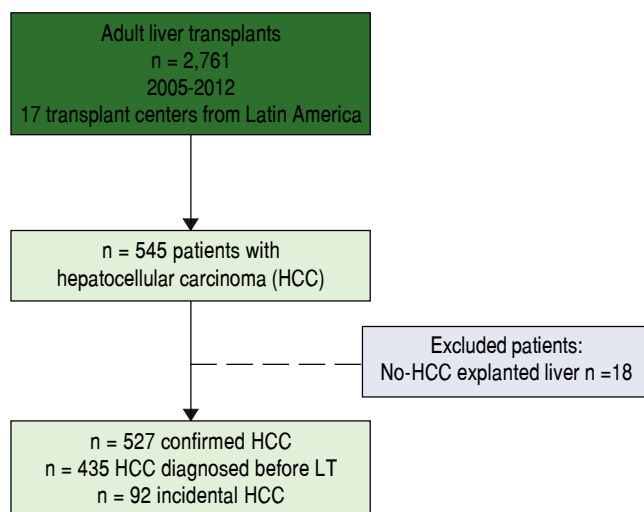 Adult liver transplants
n = 2,761
2005-2012
17 transplant centers from Latin America
n = 545 patients with
hepatocellular carcinoma (HCC)
Excluded patients:
No-HCC explanted liver n =18
n = 527 confirmed HCC
n = 435 HCC diagnosed before LT
n = 92 incidental HCC